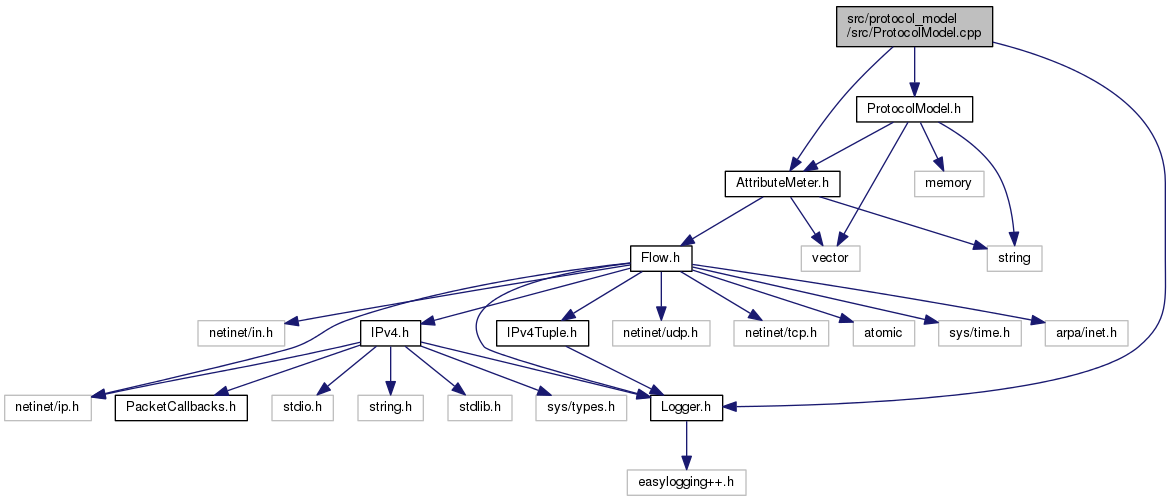 src/protocol_model
/src/ProtocolModel.cpp
ProtocolModel.h
AttributeMeter.h
memory
Flow.h
vector
string
netinet/in.h
IPv4.h
IPv4Tuple.h
netinet/udp.h
netinet/tcp.h
atomic
sys/time.h
arpa/inet.h
netinet/ip.h
PacketCallbacks.h
stdio.h
string.h
stdlib.h
sys/types.h
Logger.h
easylogging++.h